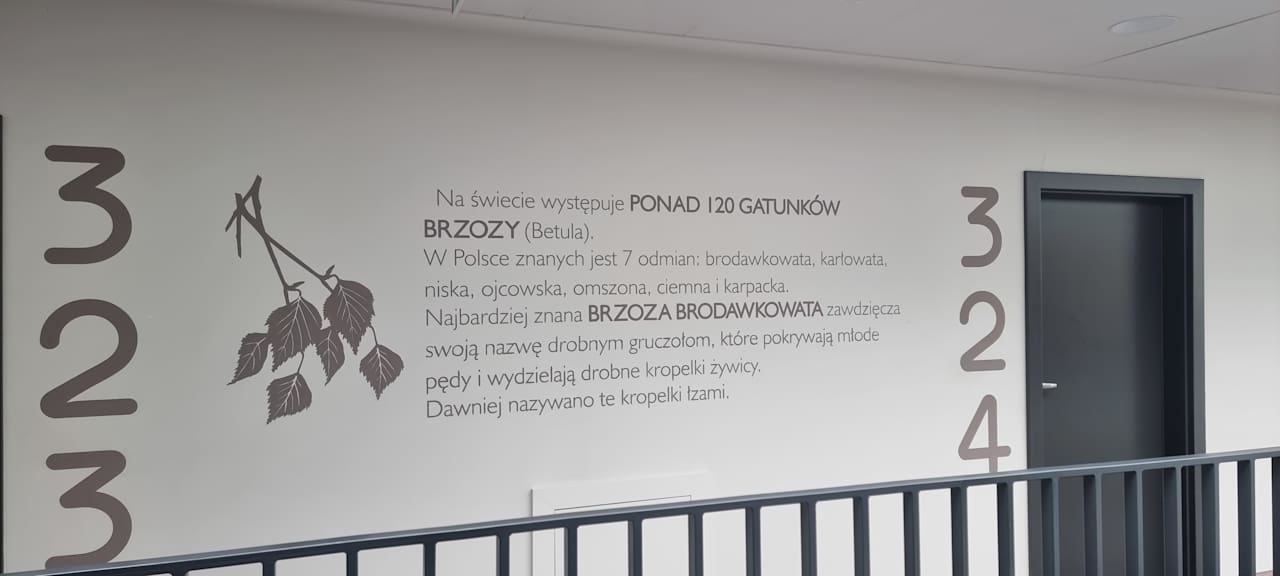 323
Na świecie występuje PONAD 120 GATUNKÓW
BRZOZY (Betula).
W Polsce znanych jest 7 odmian: brodawkowata, karłowata,
niska, ojcowska, omszona, ciemna i karpacka.
Najbardziej znana BRZOZA BRODAWKOWATA zawdzięcza
swoją nazwę drobnym gruczołom, które pokrywają młode
pędy i wydzielają drobne kropelki żywicy.
Dawniej nazywano te kropelki łzami.
324